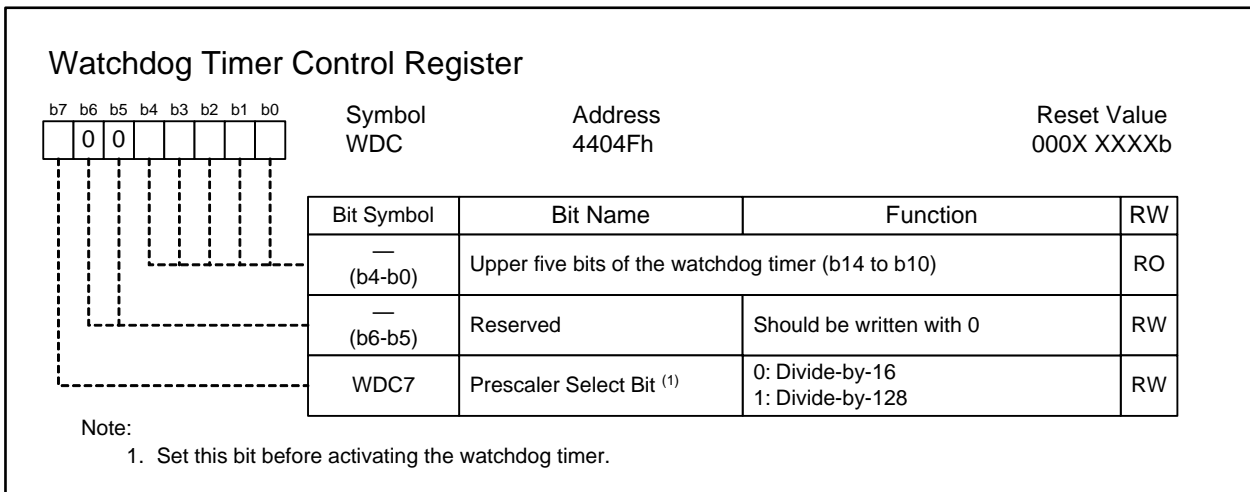 Watchdog Timer Control Register
b7 b6 b5 b4 b3 b2 b1 b0
0 0
Symbol Address Reset Value
WDC 4404Fh 000X XXXXb
Bit Symbol Bit Name Function RW
—
(b4-b0) Upper five bits of the watchdog timer (b14 to b10) RO
—
(b6-b5) Reserved Should be written with 0 RW
WDC7 Prescaler Select Bit (1) 0: Divide-by-16
1: Divide-by-128 RW
Note:
1. Set this bit before activating the watchdog timer.